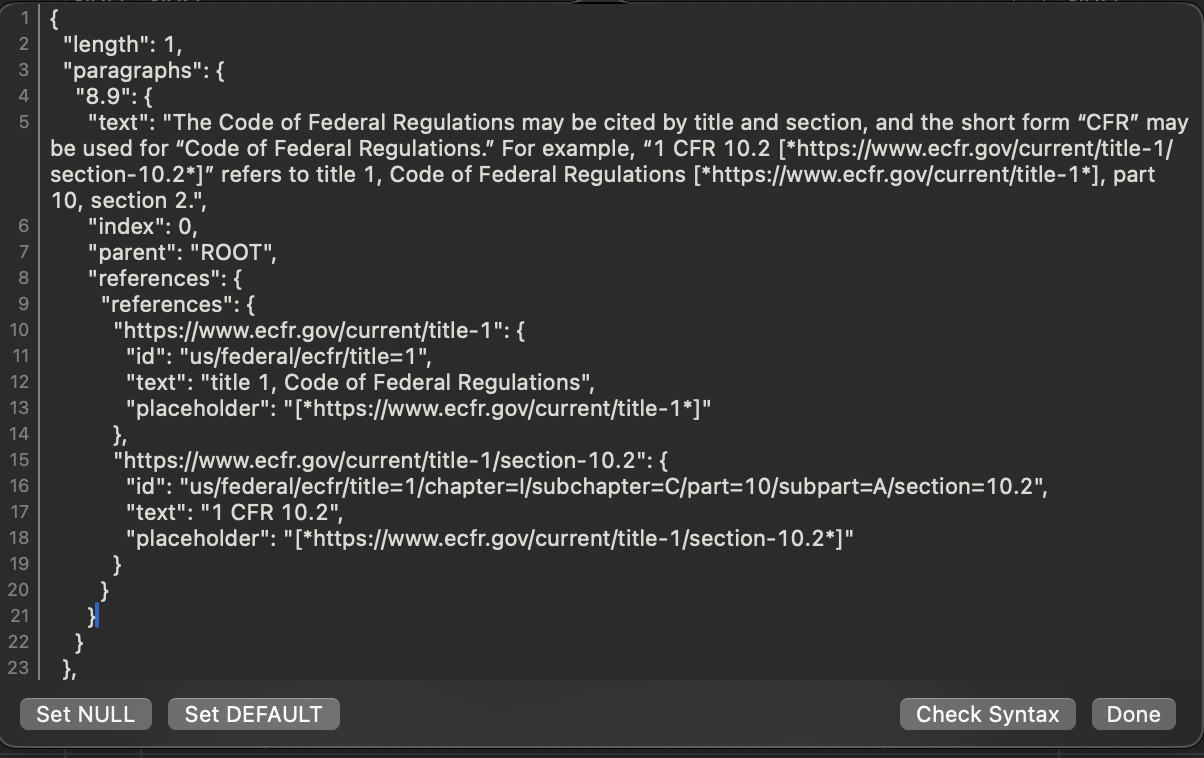 1 {
2 "length": 1,
3 "paragraphs": {
4 "8.9": {
5 "text": "The Code of Federal Regulations may be cited by title and section, and the short form “CFR” may
be used for “Code of Federal Regulations.” For example, “1 CFR 10.2 [*https://www.ecfr.gov/current/title-1/
section-10.2*]” refers to title 1, Code of Federal Regulations [*https://www.ecfr.gov/current/title-1*], part
10, section 2.",
6 "index": 0,
7 "parent": "ROOT",
8 "references": {
9 "references": {
10 "https://www.ecfr.gov/current/title-1": {
11 "id": "us/federal/ecfr/title=1",
12 "text": "title 1, Code of Federal Regulations",
13 "placeholder": "[*https://www.ecfr.gov/current/title-1*]"
14 },
15 "https://www.ecfr.gov/current/title-1/section-10.2": {
16 "id": "us/federal/ecfr/title=1/chapter=I/subchapter=C/part=10/subpart=A/section=10.2",
17 "text": "1 CFR 10.2",
18 "placeholder": "[*https://www.ecfr.gov/current/title-1/section-10.2*]"
19 }
20 }
21 }
22 }
23 },
Set NULL Set DEFAULT Check Syntax Done